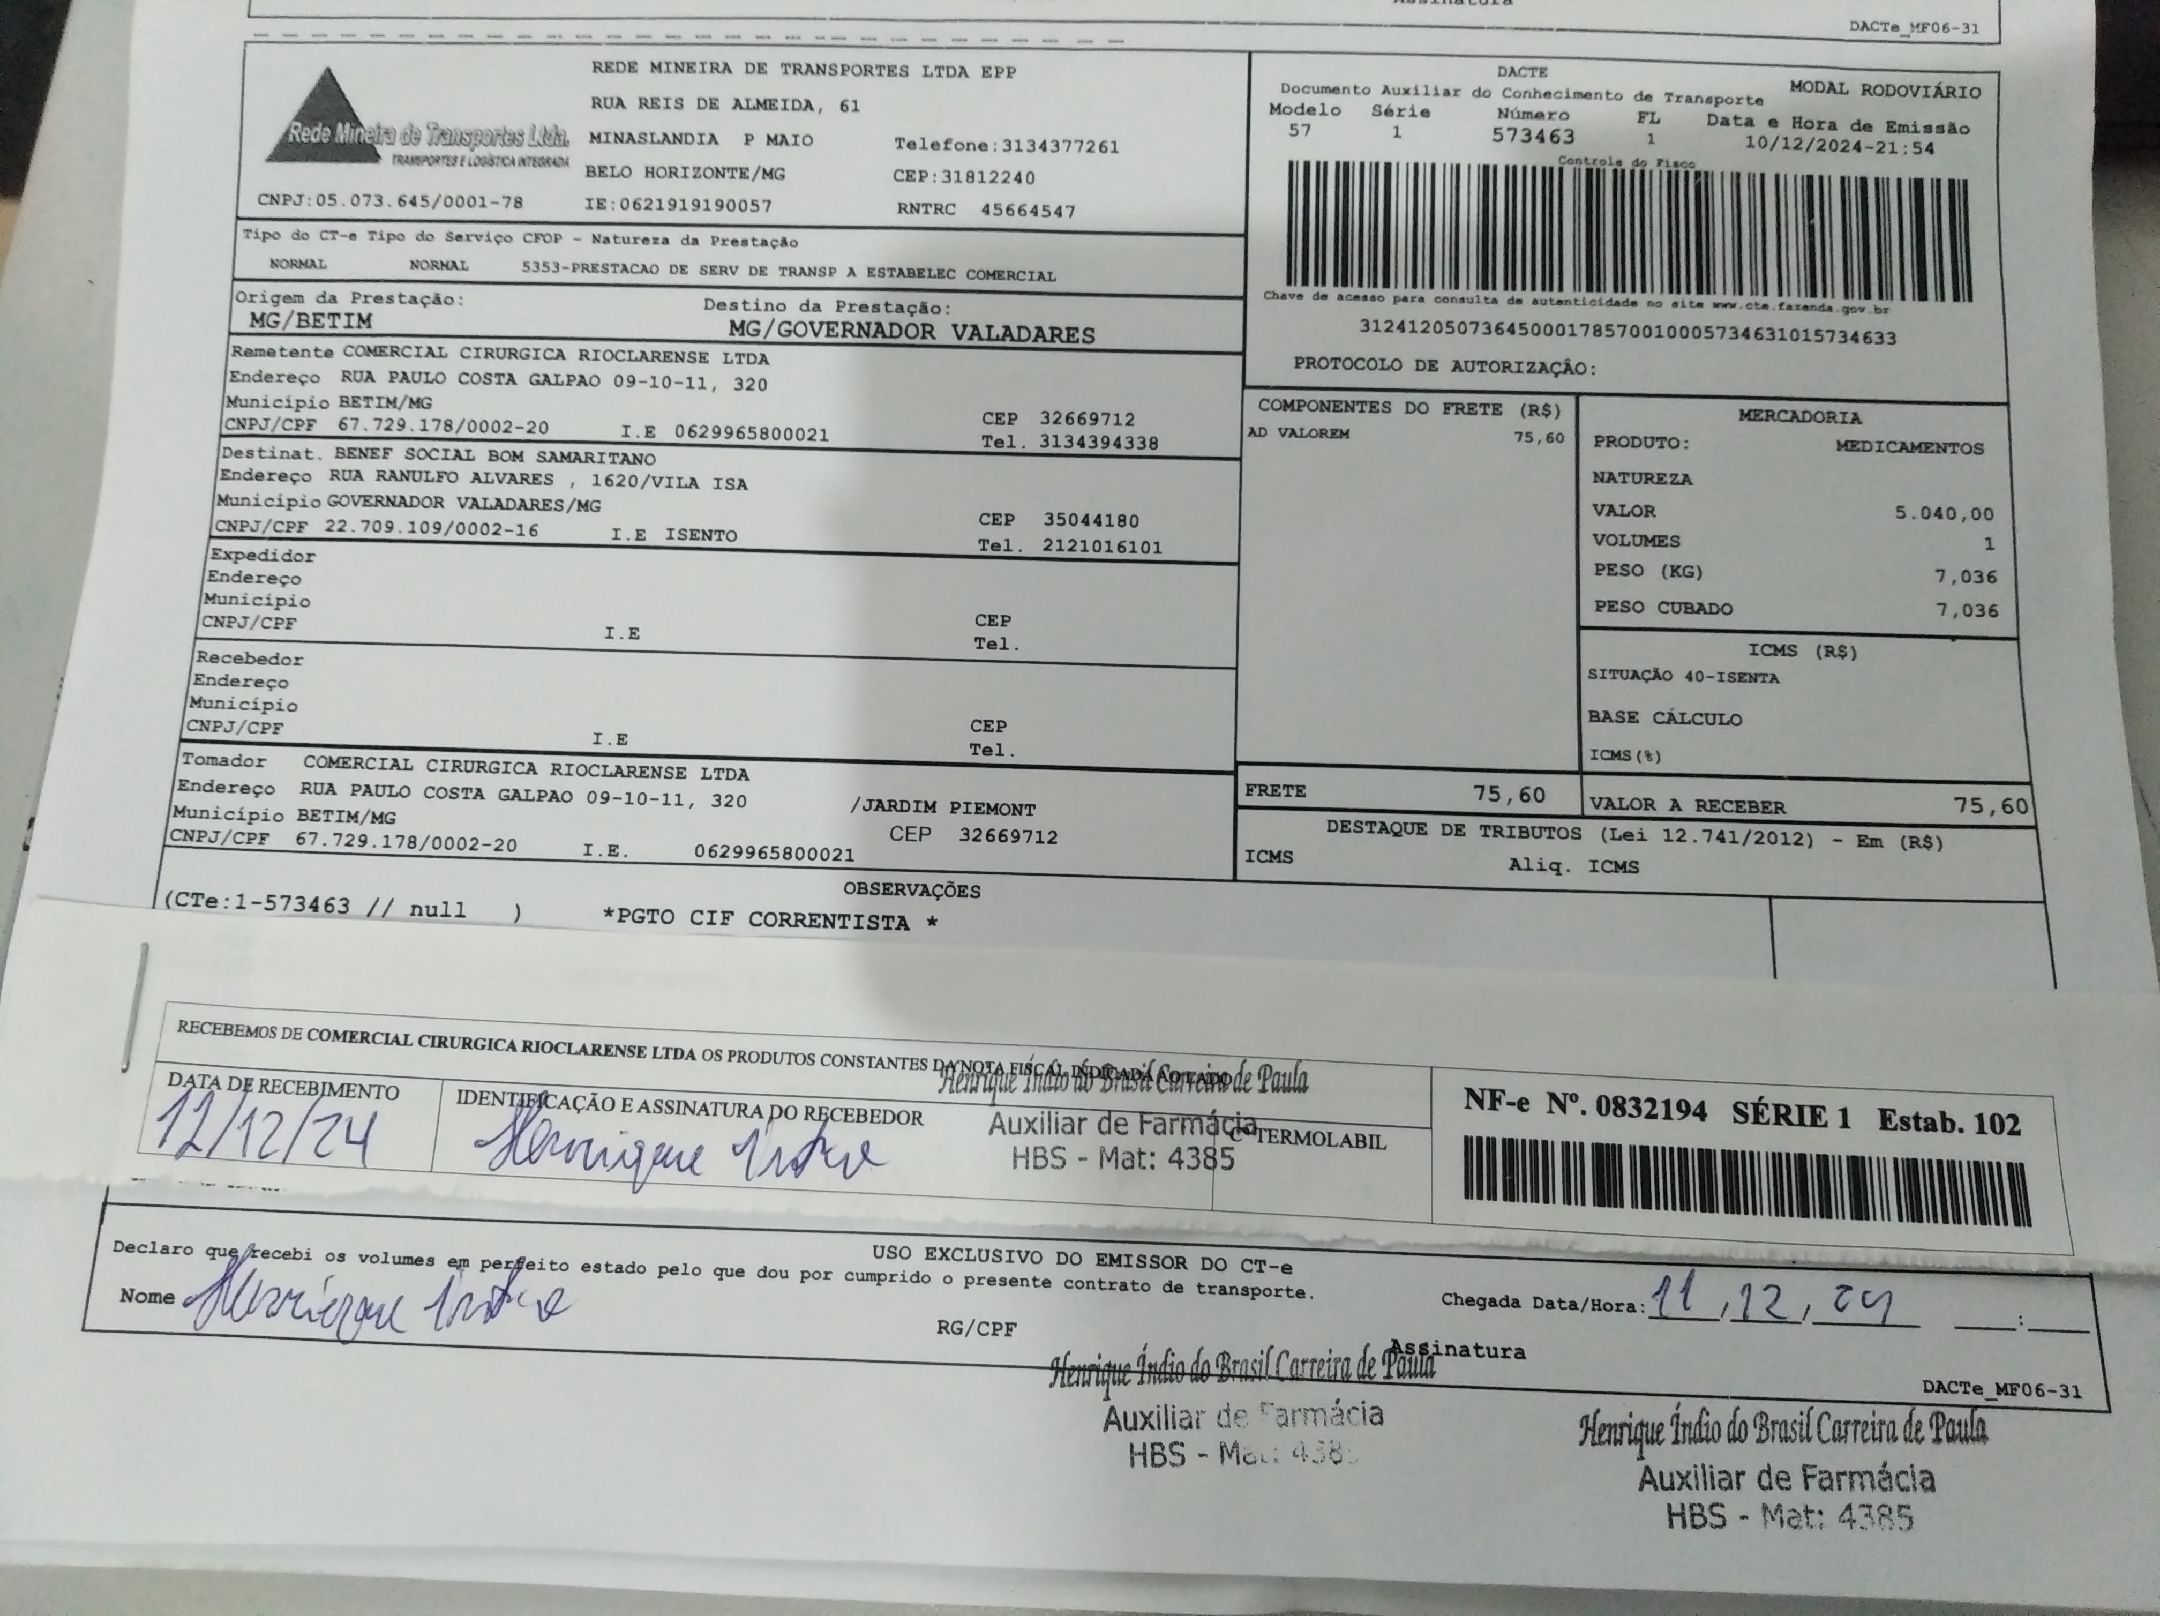 Assinatura
DACTe_MF06-31
Rede Mineira de Transportes Ltda.
TRANSPORTES E LOGÍSTICA INTEGRADA
CNPJ:05.073.645/0001-78
REDE MINEIRA DE TRANSPORTES LTDA EPP
RUA REIS DE ALMEIDA, 61
MINASLANDIA P MAIO Telefone:3134377261
BELO HORIZONTE/MG CEP:31812240
IE:0621919190057 RNTRC 45664547
DACTE
Documento Auxiliar do Conhecimento de Transporte MODAL RODOVIÁRIO
Modelo Série Número FL Data e Hora de Emissão
57 1 573463 1 10/12/2024-21:54
Controle do Fisco
Chave de acesso para consulta de autenticidade no site www.cte.fazenda.gov.br
31241205073645000178570010005734631015734633
PROTOCOLO DE AUTORIZAÇÂO:
Tipo do CT-e Tipo do Serviço CFOP - Natureza da Prestação
NORMAL NORMAL 5353-PRESTACAO DE SERV DE TRANSP A ESTABELEC COMERCIAL
Origem da Prestação: Destino da Prestação:
MG/BETIM MG/GOVERNADOR VALADARES
Remetente COMERCIAL CIRURGICA RIOCLARENSE LTDA
Endereço RUA PAULO COSTA GALPAO 09-10-11, 320
Município BETIM/MG CEP 32669712
CNPJ/CPF 67.729.178/0002-20 I.E 0629965800021 Tel. 3134394338
Destinat. BENEF SOCIAL BOM SAMARITANO
Endereço RUA RANULFO ALVARES , 1620/VILA ISA
Município GOVERNADOR VALADARES/MG CEP 35044180
CNPJ/CPF 22.709.109/0002-16 I.E ISENTO Tel. 2121016101
Expedidor
Endereço
Município CEP
CNPJ/CPF I.E Tel.
Recebedor
Endereço
Município CEP
CNPJ/CPF I.E Tel.
Tomador COMERCIAL CIRURGICA RIOCLARENSE LTDA
Endereço RUA PAULO COSTA GALPAO 09-10-11, 320 /JARDIM PIEMONT
Município BETIM/MG CEP 32669712
CNPJ/CPF 67.729.178/0002-20 I.E. 0629965800021
COMPONENTES DO FRETE (R$)
AD VALOREM 75,60
MERCADORIA
PRODUTO: MEDICAMENTOS
NATUREZA
VALOR 5.040,00
VOLUMES 1
PESO (KG) 7,036
PESO CUBADO 7,036
ICMS (R$)
SITUAÇÃO 40-ISENTA
BASE CÁLCULO
ICMS(%)
FRETE 75,60 VALOR A RECEBER 75,60
DESTAQUE DE TRIBUTOS (Lei 12.741/2012) - Em (R$)
ICMS Aliq. ICMS
OBSERVAÇÕES
(CTe:1-573463 // null ) *PGTO CIF CORRENTISTA *
RECEBEMOS DE COMERCIAL CIRURGICA RIOCLARENSE LTDA OS PRODUTOS CONSTANTES DA NOTA FISCAL INDICADA AO LADO
DATA DE RECEBIMENTO
12/12/24
IDENTIFICAÇÃO E ASSINATURA DO RECEBEDOR
Henrique
Henrique Índio do Brasil Carreira de Paula
Auxiliar de Farmácia
HBS - Mat: 4385
TERMOLABIL
NF-e Nº. 0832194 SÉRIE 1 Estab. 102
USO EXCLUSIVO DO EMISSOR DO CT-e
Declaro que recebi os volumes em perfeito estado pelo que dou por cumprido o presente contrato de transporte.
Nome Henrique
RG/CPF
Chegada Data/Hora: 11,12,24 :
Assinatura
DACTe_MF06-31
Henrique Índio do Brasil Carreira de Paula
Auxiliar de Farmácia
HBS - Mat: 438
Henrique Índio do Brasil Carreira de Paula
Auxiliar de Farmácia
HBS - Mat: 4385